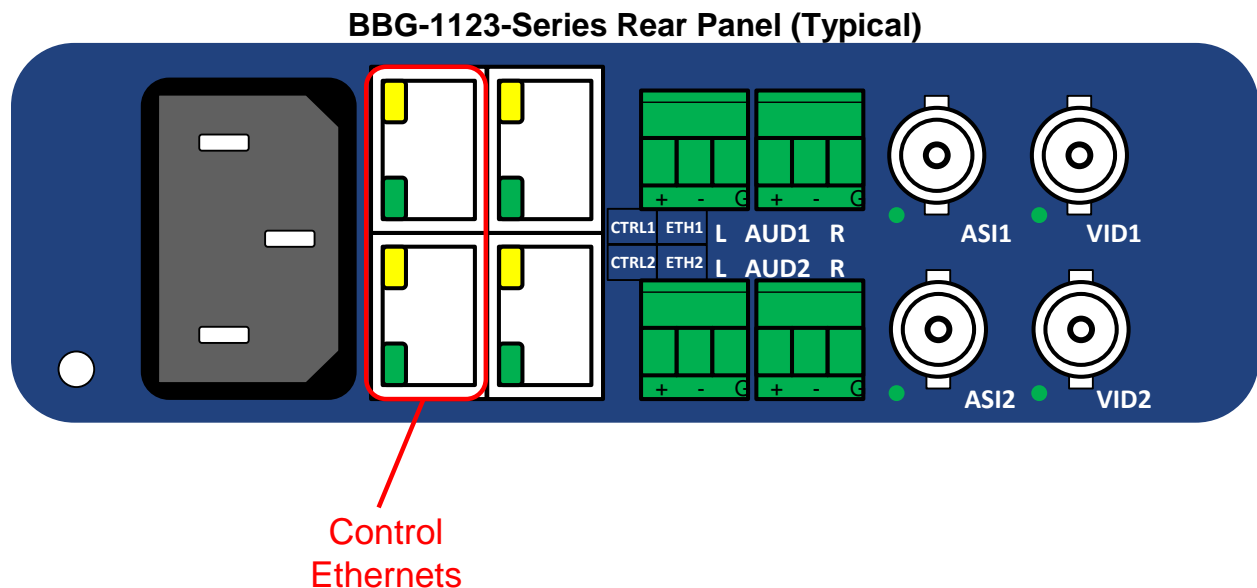 BBG-1123-Series Rear Panel (Typical)
+ - G + - G
CTRL1 ETH1 L AUD1 R ASI1 VID1
CTRL2 ETH2 L AUD2 R
+ - G + - G
ASI2 VID2
Control
Ethernets